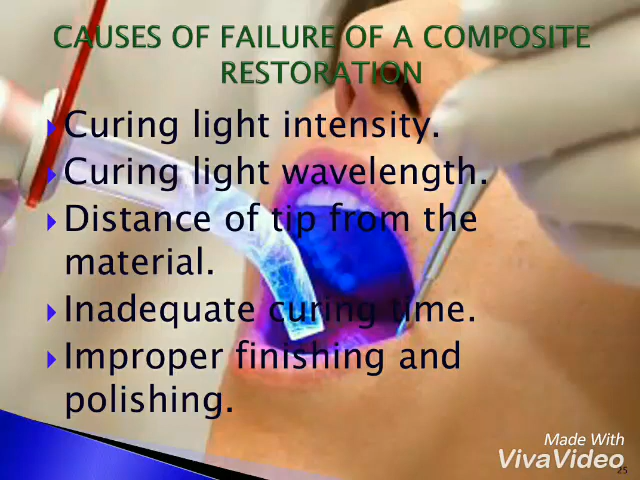 CAUSES OF FAILURE OF A COMPOSITE
RESTORATION
Curing light intensity.
Curing light wavelength.
Distance of tip from the
material.
Inadequate curing time.
Improper finishing and
polishing.
Made With
VivaVideo
25